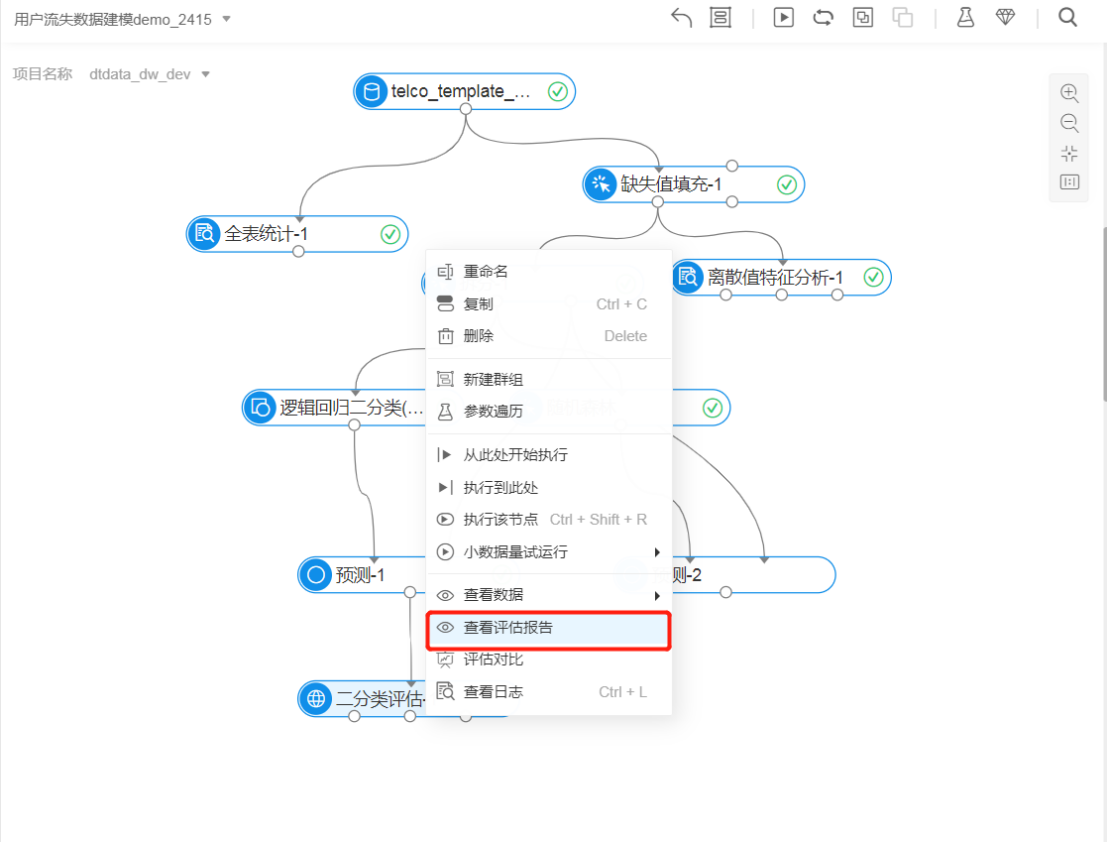 用户流失数据建模demo_2415
项目名称 dtdata_dw_dev
telco_template_...
缺失值填充-1
全表统计-1
离散值特征分析-1
重命名
复制 Ctrl + C
删除 Delete
新建群组
逻辑回归二分类(...
参数遍历
从此处开始执行
执行到此处
执行该节点 Ctrl + Shift + R
小数据量试运行
预测-1
测-2
查看数据
查看评估报告
评估对比
查看日志 Ctrl + L
二分类评估-